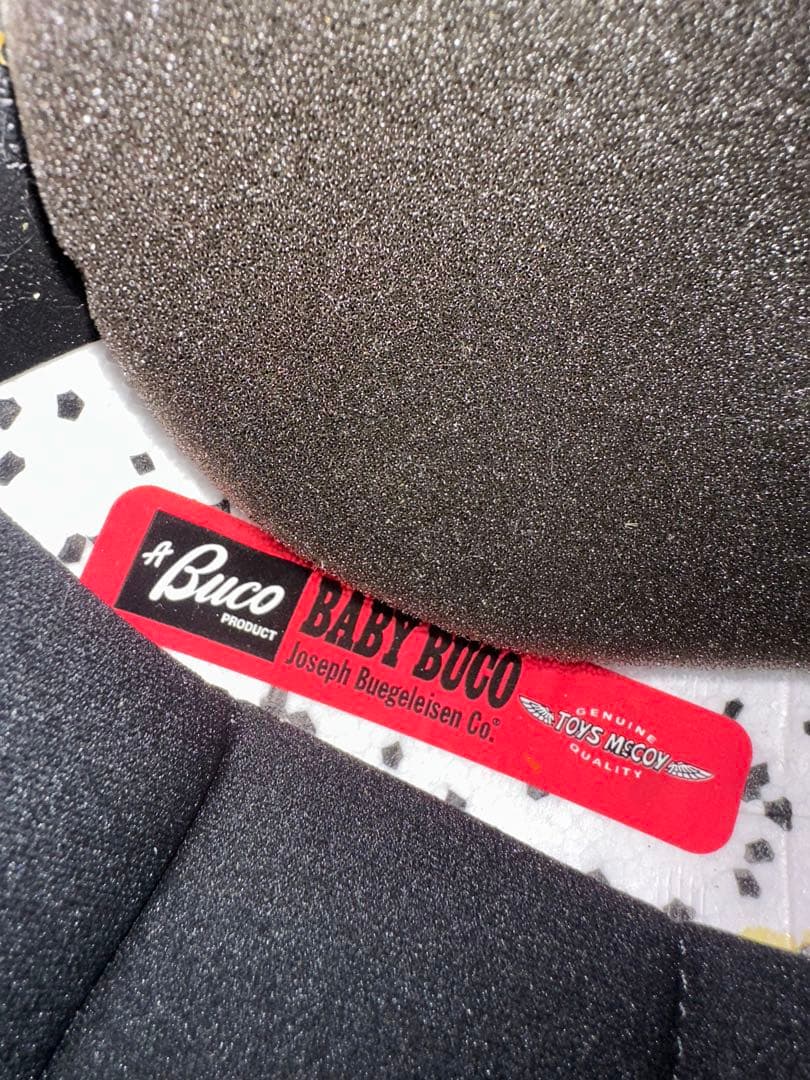 A Buco
PRODUCT
BABY BUCO
Joseph Buegeleisen Co.®
GENUINE
TOYS McCOY
QUALITY